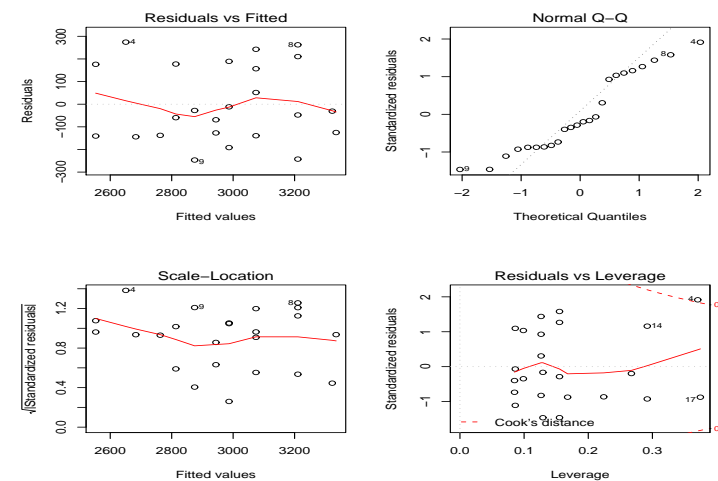 Residuals vs Fitted
Residuals
300
100
0
−100
−300
4
8
9
2600 2800 3000 3200
Fitted values
Normal Q−Q
Standardized residuals
2
1
0
−1
4
8
9
−2 −1 0 1 2
Theoretical Quantiles
Scale−Location
√|Standardized residuals|
1.2
0.8
0.4
0.0
4
9
8
2600 2800 3000 3200
Fitted values
Residuals vs Leverage
Standardized residuals
2
1
0
−1
4
14
17
Cook's distance
0.0 0.1 0.2 0.3
Leverage